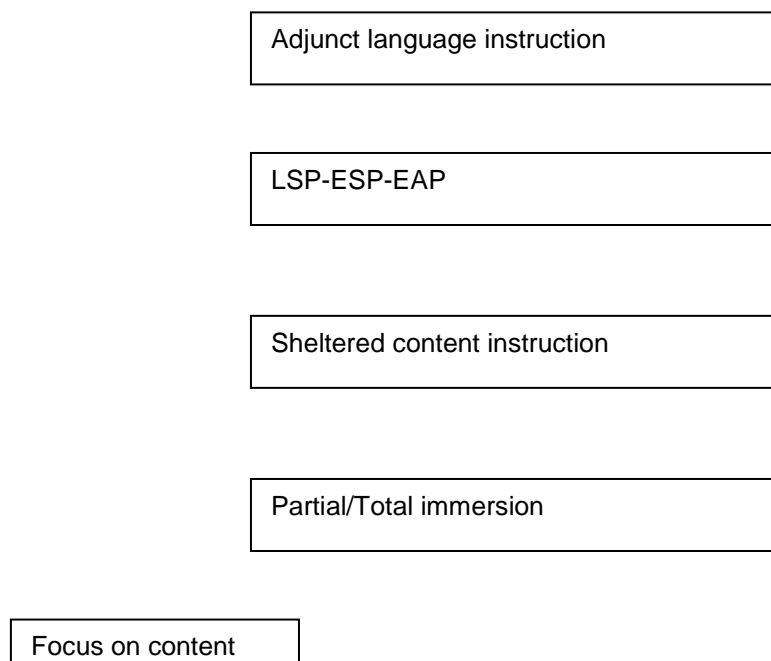 Adjunct language instruction
LSP-ESP-EAP
Sheltered content instruction
Partial/Total immersion
Focus on content